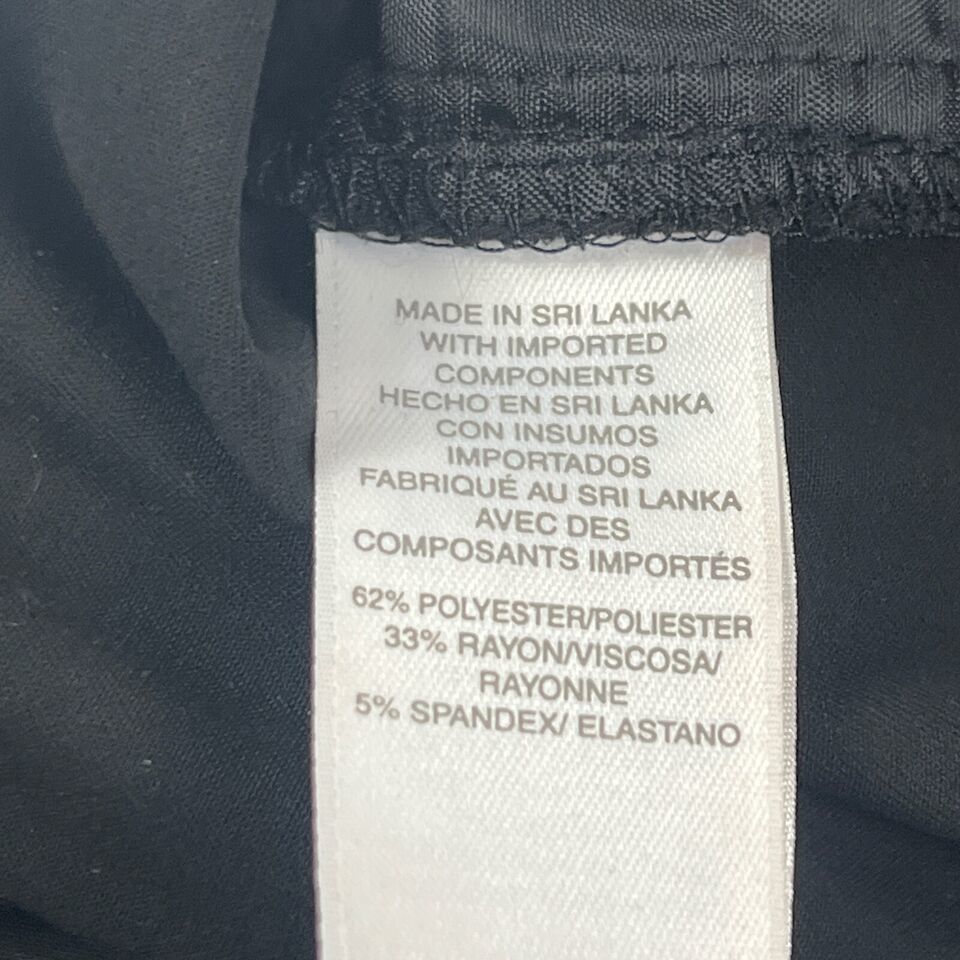 MADE IN SRI LANKA
WITH IMPORTED
COMPONENTS
HECHO EN SRI LANKA
CON INSUMOS
IMPORTADOS
FABRIQUÉ AU SRI LANKA
AVEC DES
COMPOSANTS IMPORTÉS
62% POLYESTER/POLIESTER
33% RAYON/VISCOSA/
RAYONNE
5% SPANDEX/ ELASTANO